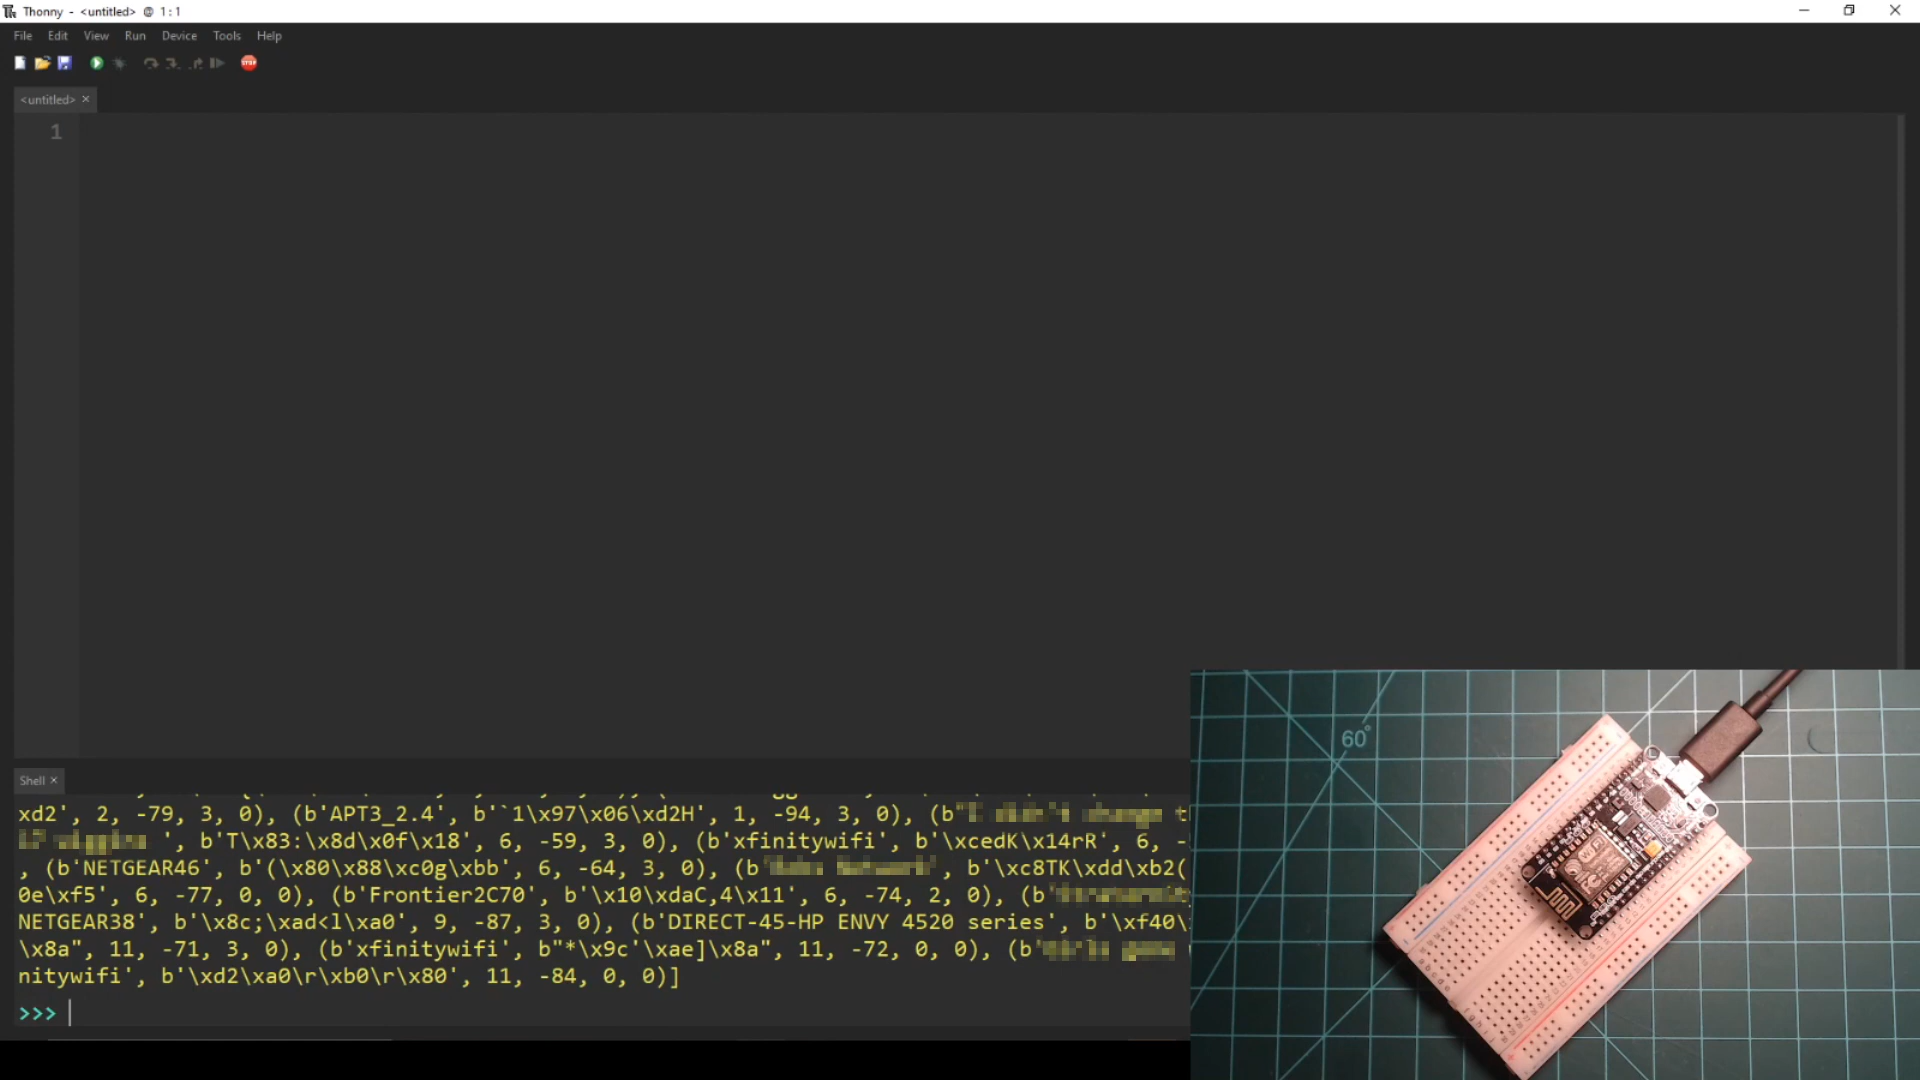 Thonny - <untitled> @ 1:1
File Edit View Run Device Tools Help
STOP
<untitled> ×
1
Shell ×
xd2', 2, -79, 3, 0), (b'APT3_2.4', b'`1\x97\x06\xd2H', 1, -94, 3, 0), (b"
', b'T\x83:\x8d\x0f\x18', 6, -59, 3, 0), (b'xfinitywifi', b'\xcedK\x14rR', 6, -
, (b'NETGEAR46', b'(\x80\x88\xc0g\xbb', 6, -64, 3, 0), (b' ', b'\xc8TK\xdd\xb2(
0e\xf5', 6, -77, 0, 0), (b'Frontier2C70', b'\x10\xdaC,4\x11', 6, -74, 2, 0), (b'
NETGEAR38', b'\x8c;\xad<l\xa0', 9, -87, 3, 0), (b'DIRECT-45-HP ENVY 4520 series', b'\xf40\
\x8a", 11, -71, 3, 0), (b'xfinitywifi', b"*\x9c'\xae]\x8a", 11, -72, 0, 0), (b'
nitywifi', b'\xd2\xa0\r\xb0\r\x80', 11, -84, 0, 0)]
>>>
60°